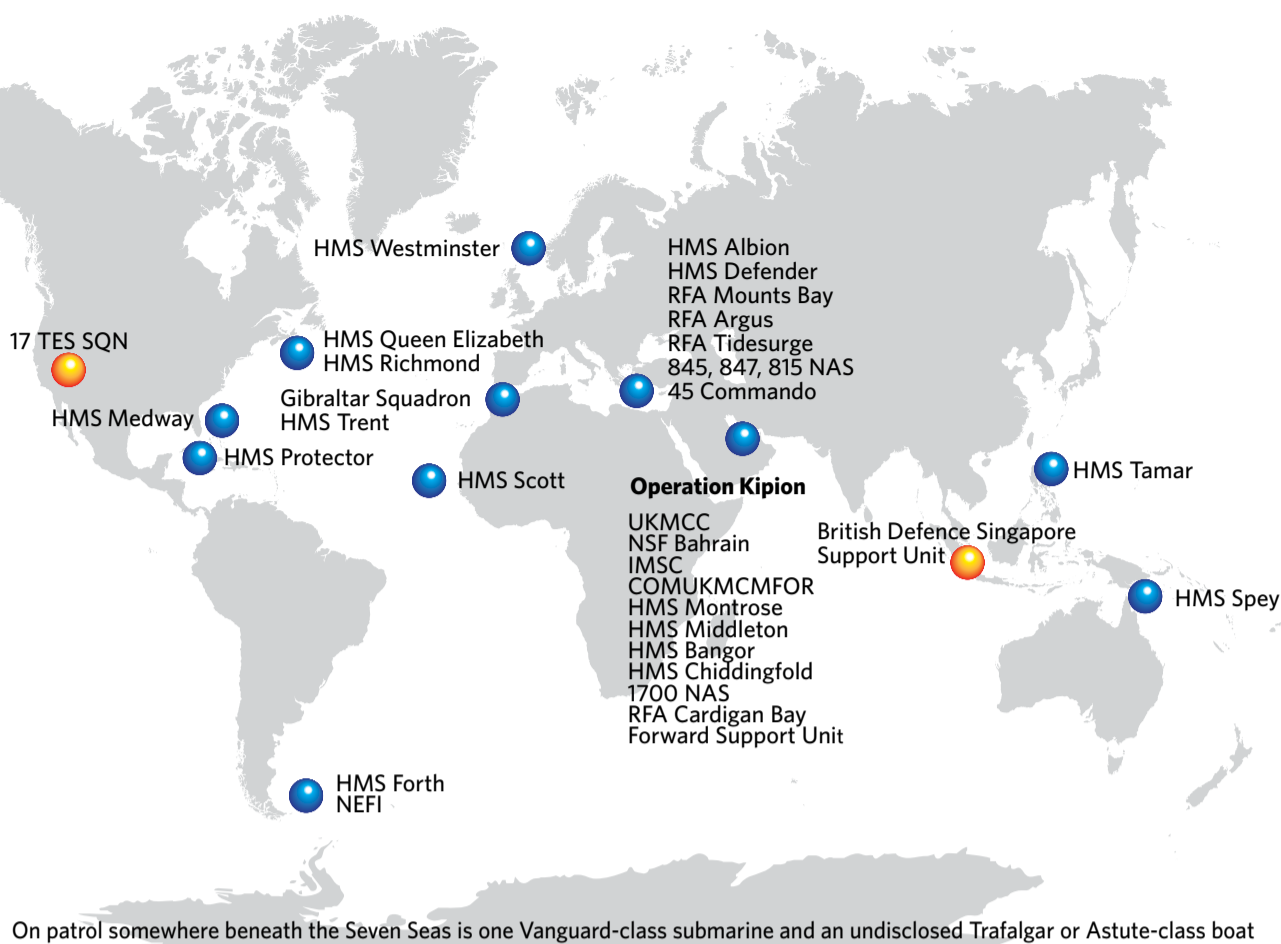 HMS Westminster
HMS Albion
HMS Defender
RFA Mounts Bay
RFA Argus
RFA Tidesurge
845, 847, 815 NAS
45 Commando
17 TES SQN
HMS Queen Elizabeth
HMS Richmond
Gibraltar Squadron
HMS Trent
HMS Medway
HMS Protector
HMS Scott
Operation Kipion
UKMCC
NSF Bahrain
IMSC
COMUKMCMFOR
HMS Montrose
HMS Middleton
HMS Bangor
HMS Chiddingfold
1700 NAS
RFA Cardigan Bay
Forward Support Unit
HMS Tamar
British Defence Singapore
Support Unit
HMS Spey
HMS Forth
NEFI
On patrol somewhere beneath the Seven Seas is one Vanguard-class submarine and an undisclosed Trafalgar or Astute-class boat